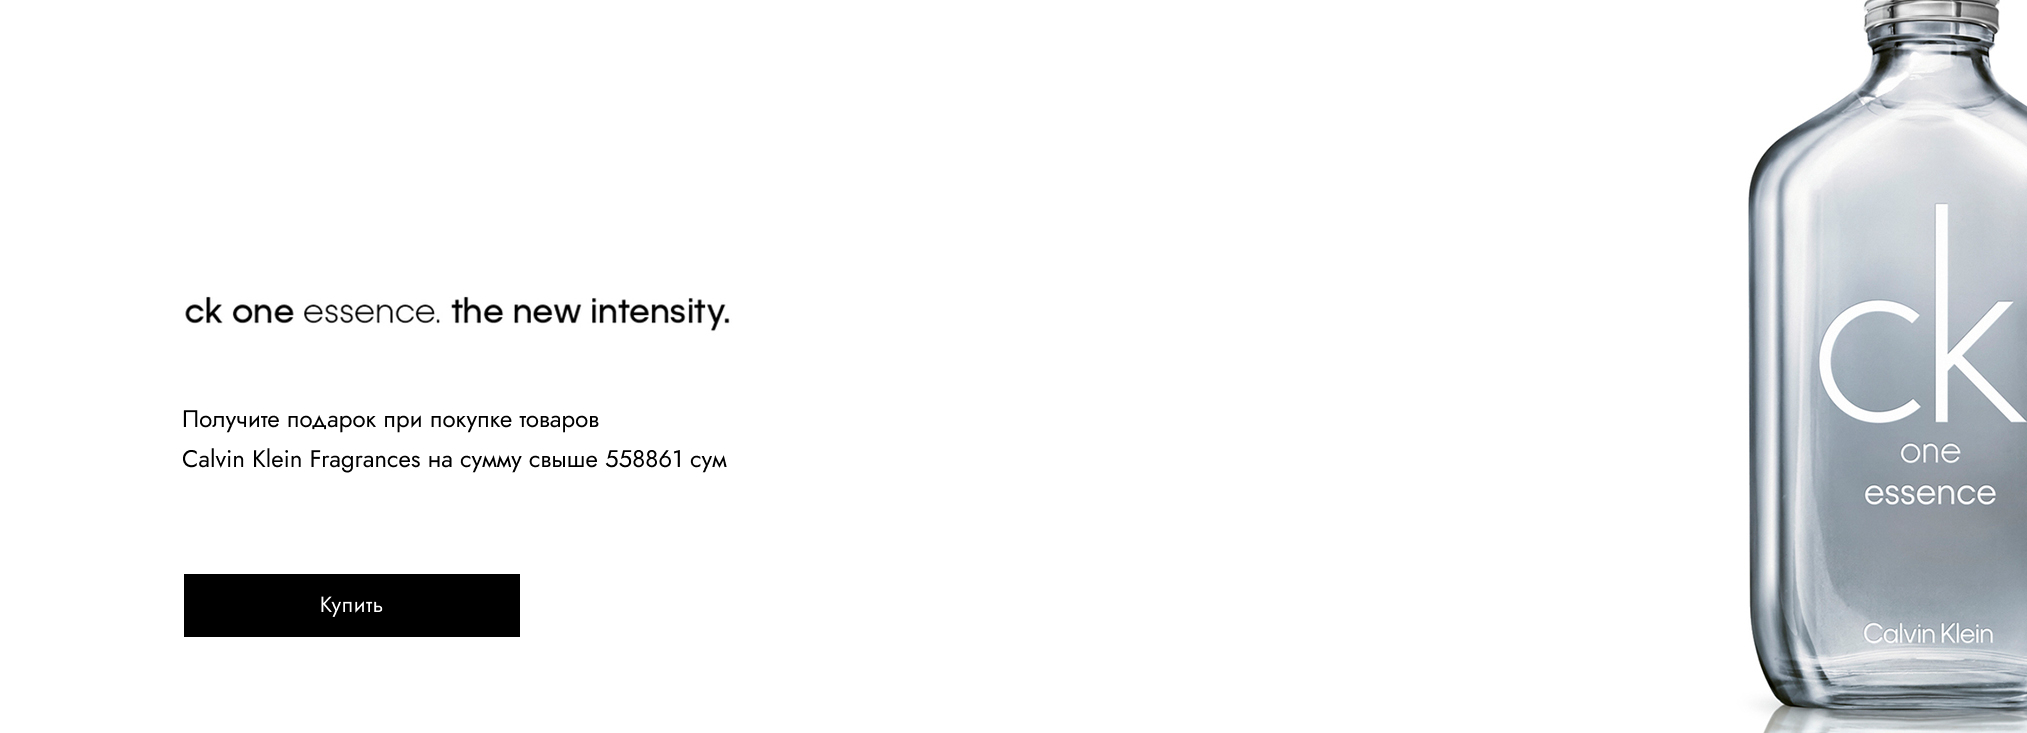 ck one essence. the new intensity.
Получите подарок при покупке товаров
Calvin Klein Fragrances на сумму свыше 558861 сум
Купить
ck
one
essence
Calvin Klein